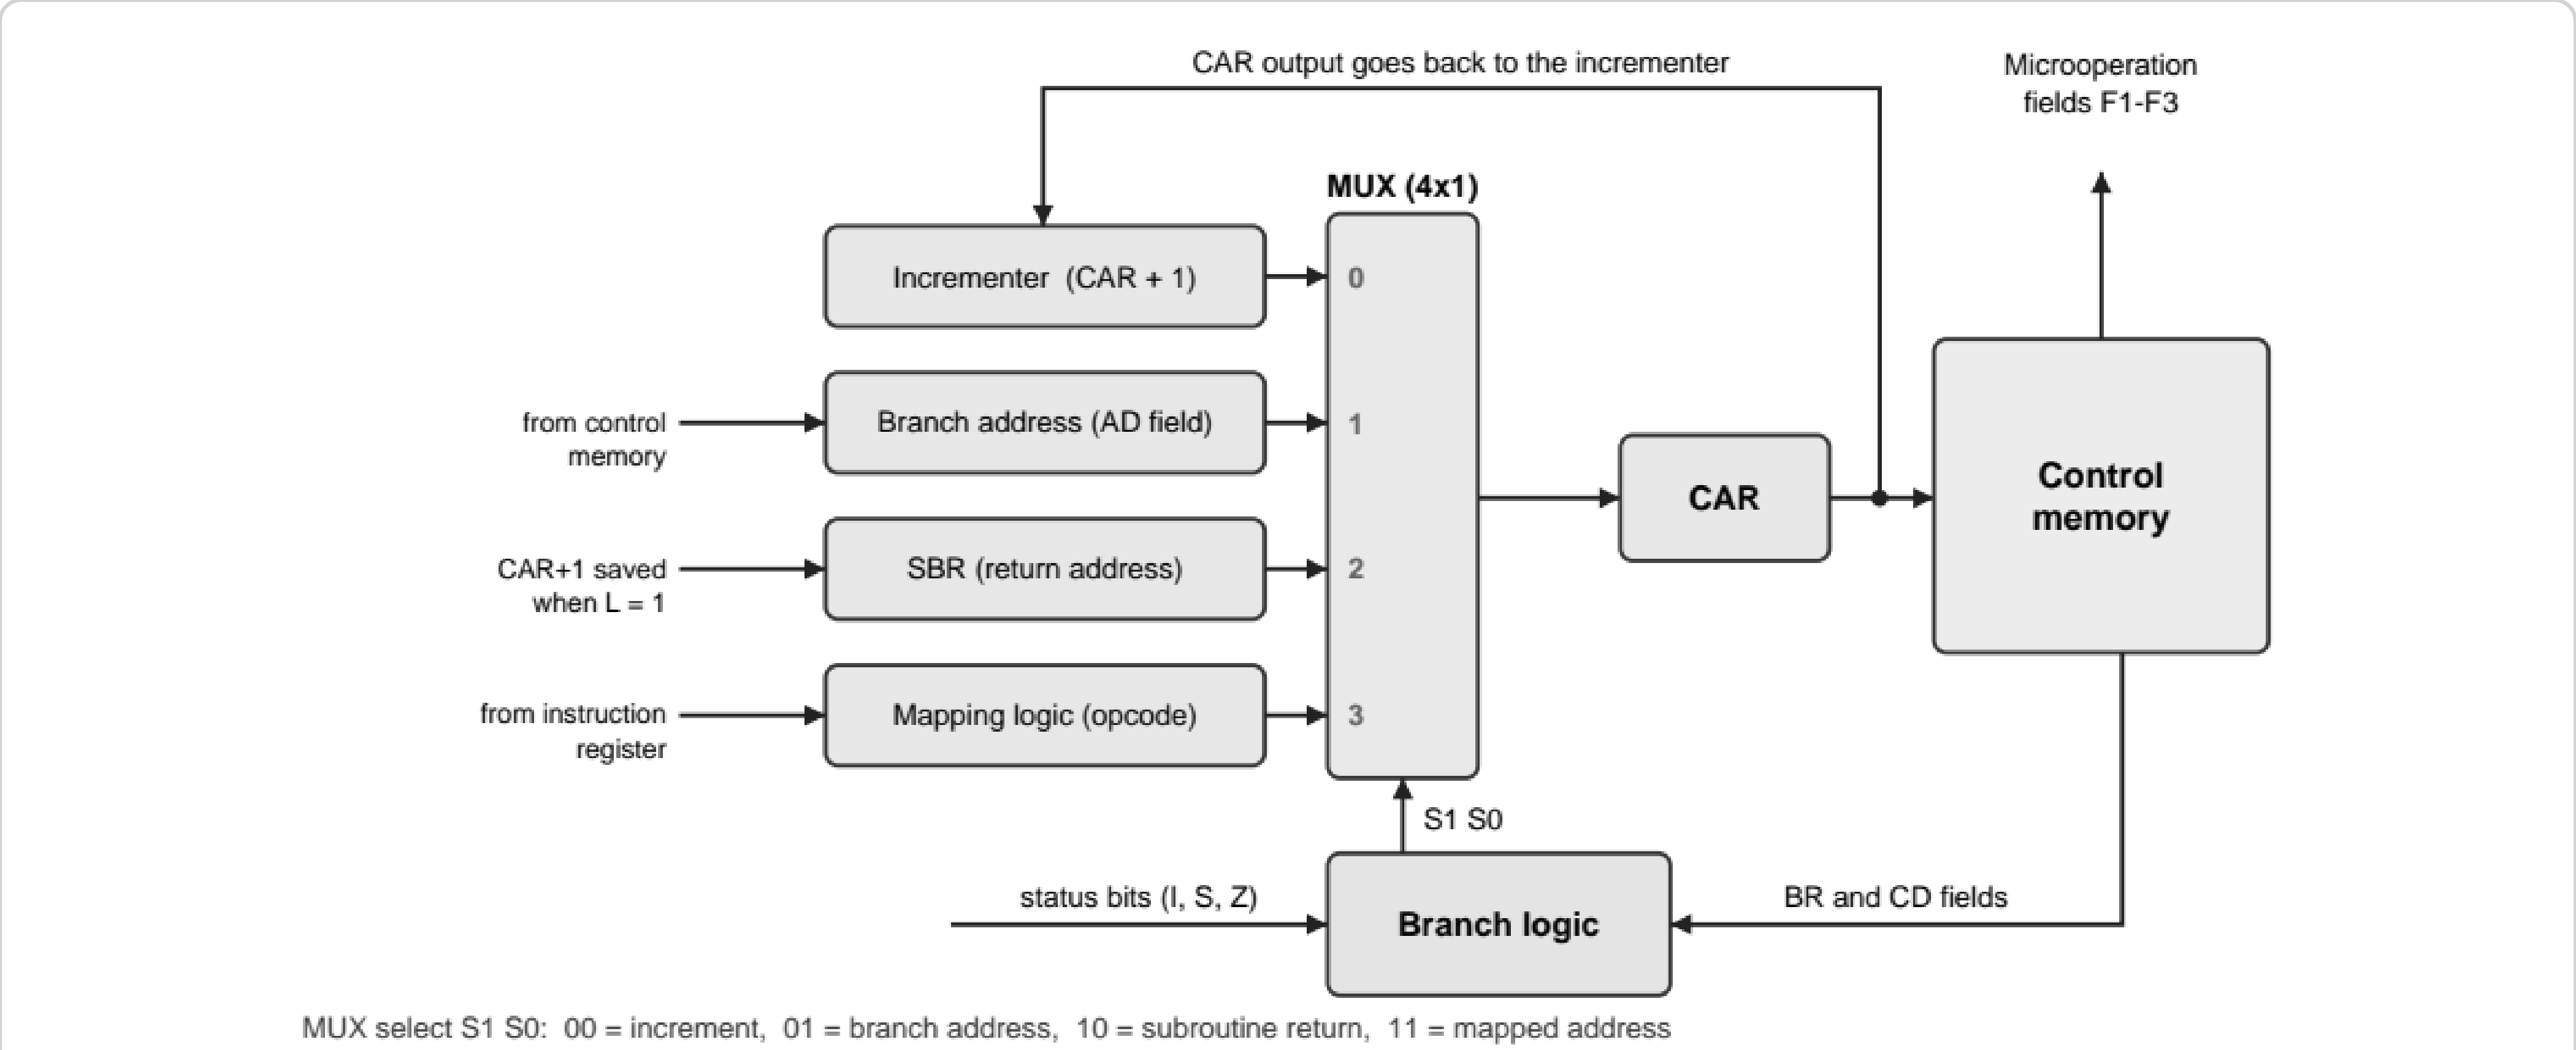 CAR output goes back to the incrementer
Microoperation
fields F1-F3
MUX (4x1)
Incrementer (CAR + 1)
0
from control
memory
Branch address (AD field)
1
CAR
Control
memory
CAR+1 saved
when L = 1
SBR (return address)
2
from instruction
register
Mapping logic (opcode)
3
S1 S0
status bits (I, S, Z)
Branch logic
BR and CD fields
MUX select S1 S0: 00 = increment, 01 = branch address, 10 = subroutine return, 11 = mapped address